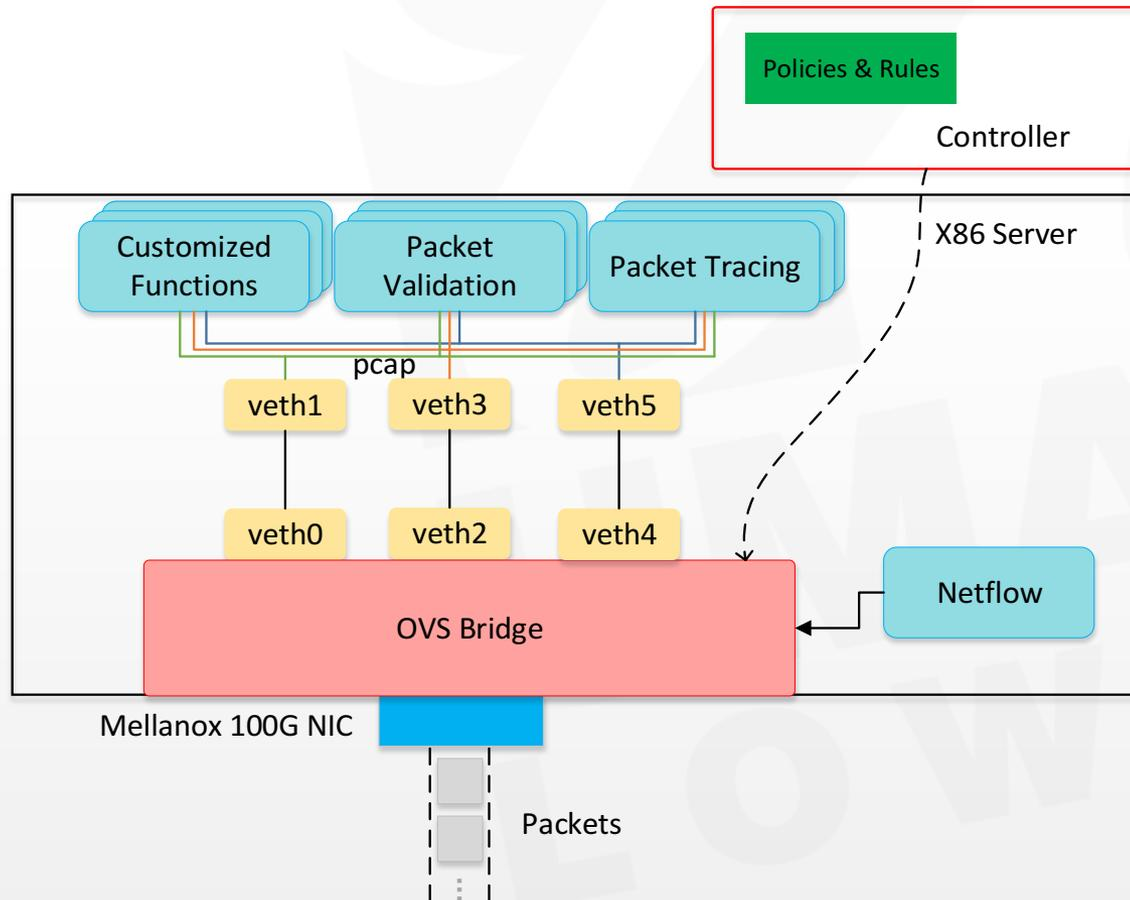 Policies & Rules
Controller
X86 Server
Customized
Functions
Packet
Validation
Packet Tracing
pcap
veth1
veth3
veth5
veth0
veth2
veth4
OVS Bridge
Netflow
Mellanox 100G NIC
Packets